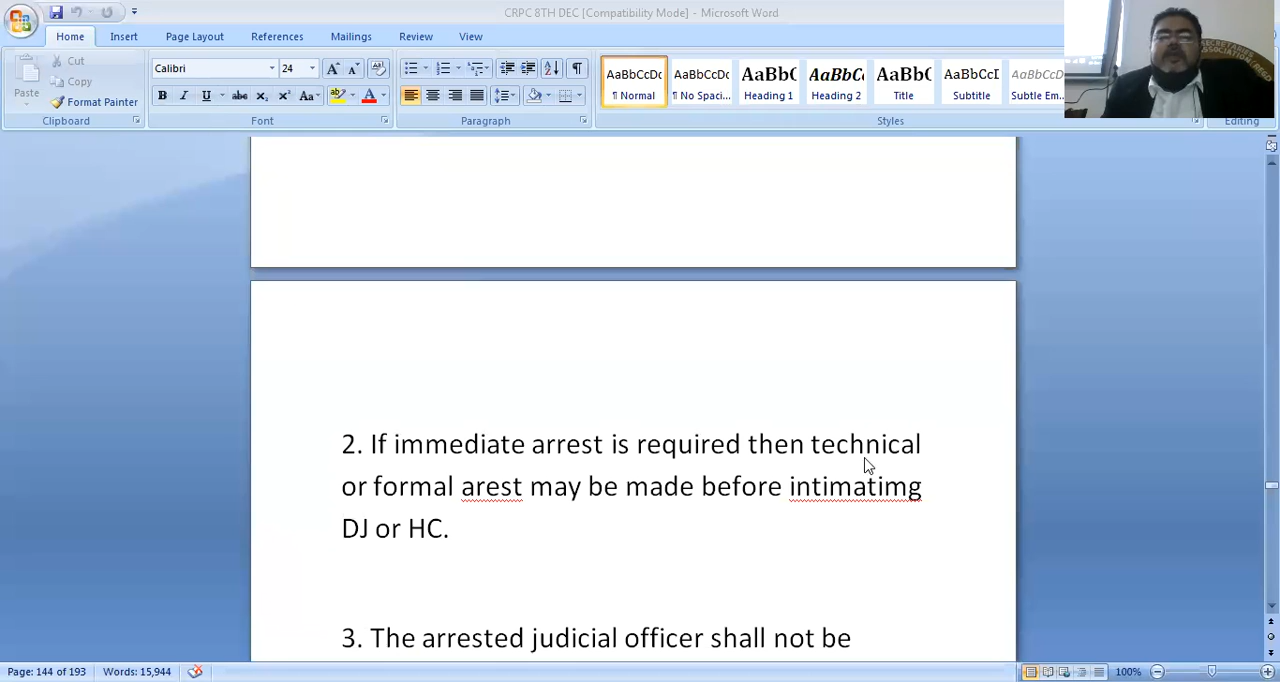 CRPC 8TH DEC [Compatibility Mode] - Microsoft Word
Home Insert Page Layout References Mailings Review View
Paste
Cut
Copy
Format Painter
Clipboard
Calibri 24
Font
Paragraph
AaBbCcDc AaBbCcDc AaBbC AaBbC AaBbC AaBbCcI AaBbCcD
¶ Normal ¶ No Spaci... Heading 1 Heading 2 Title Subtitle Subtle Em...
Styles
Editing
SECRETARIES
2. If immediate arrest is required then technical
or formal arest may be made before intimatimg
DJ or HC.
3. The arrested judicial officer shall not be
Page: 144 of 193 Words: 15,944 100%